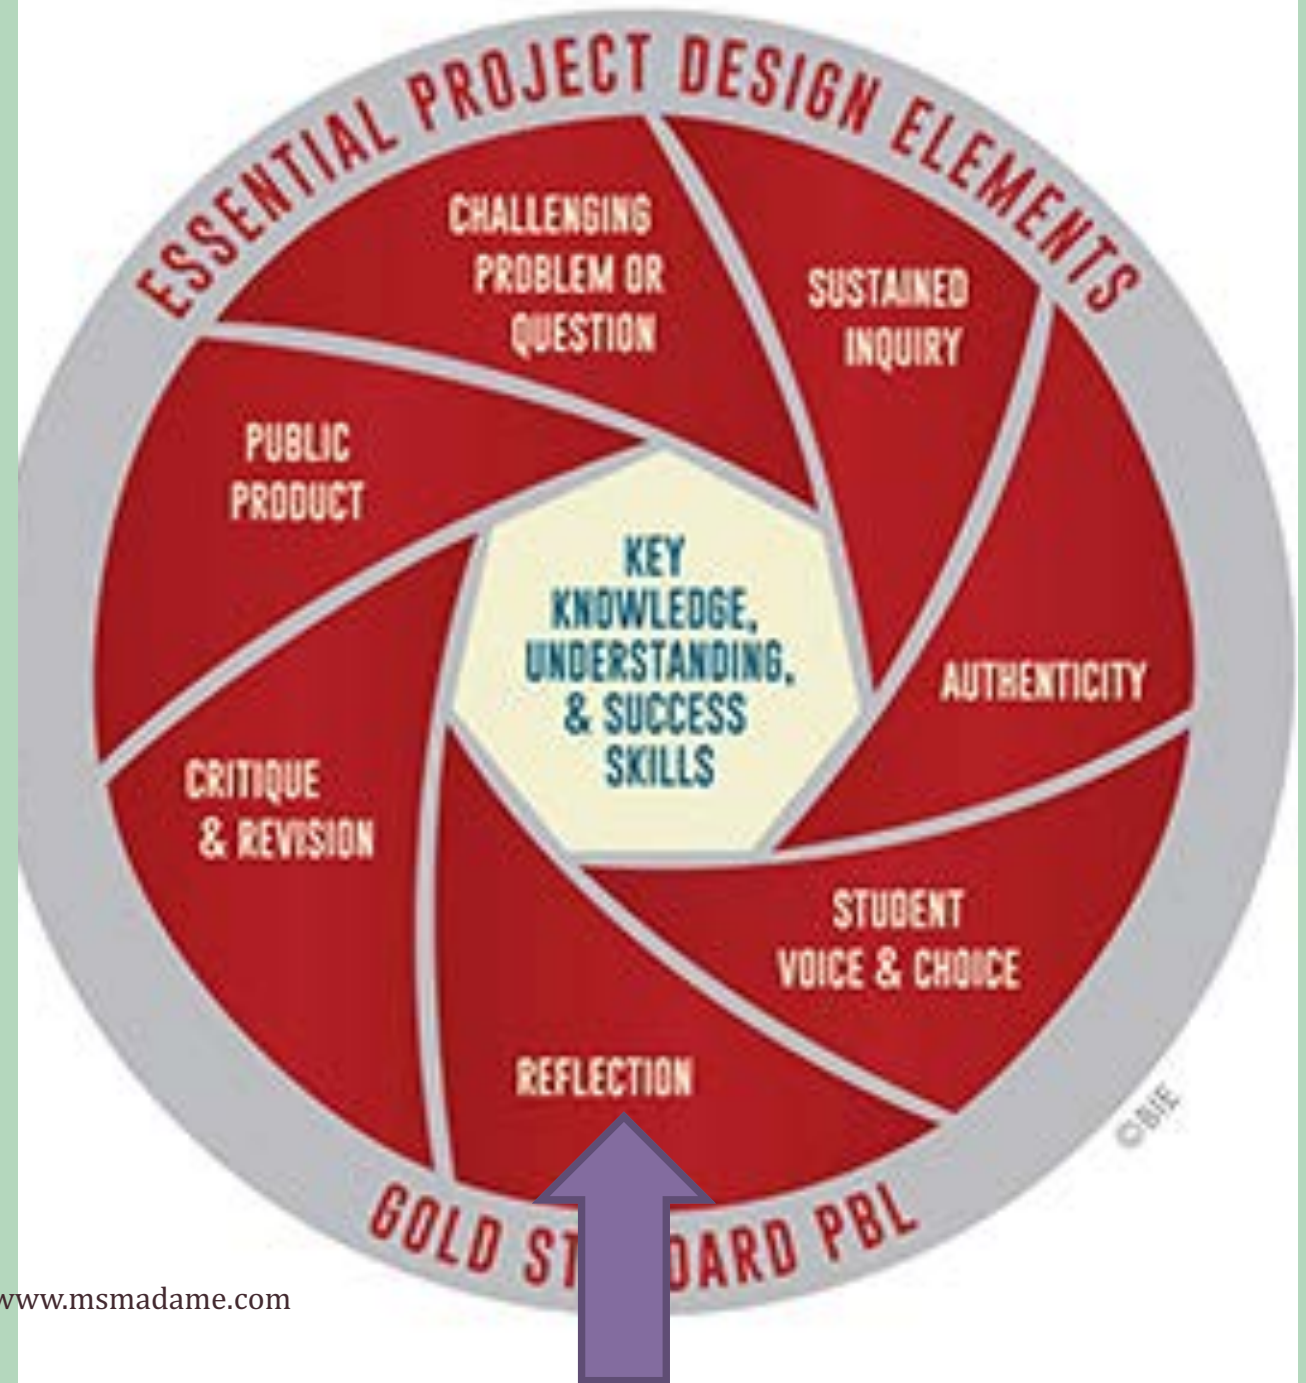 ESSENTIAL PROJECT DESIGN ELEMENTS
CHALLENGING
PROBLEM OR
QUESTION
SUSTAINED
INQUIRY
AUTHENTICITY
STUDENT
VOICE & CHOICE
REFLECTION
CRITIQUE
& REVISION
PUBLIC
PRODUCT
KEY
KNOWLEDGE,
UNDERSTANDING,
& SUCCESS
SKILLS
GOLD ST DARD PBL
©BIE
www.msmadame.com